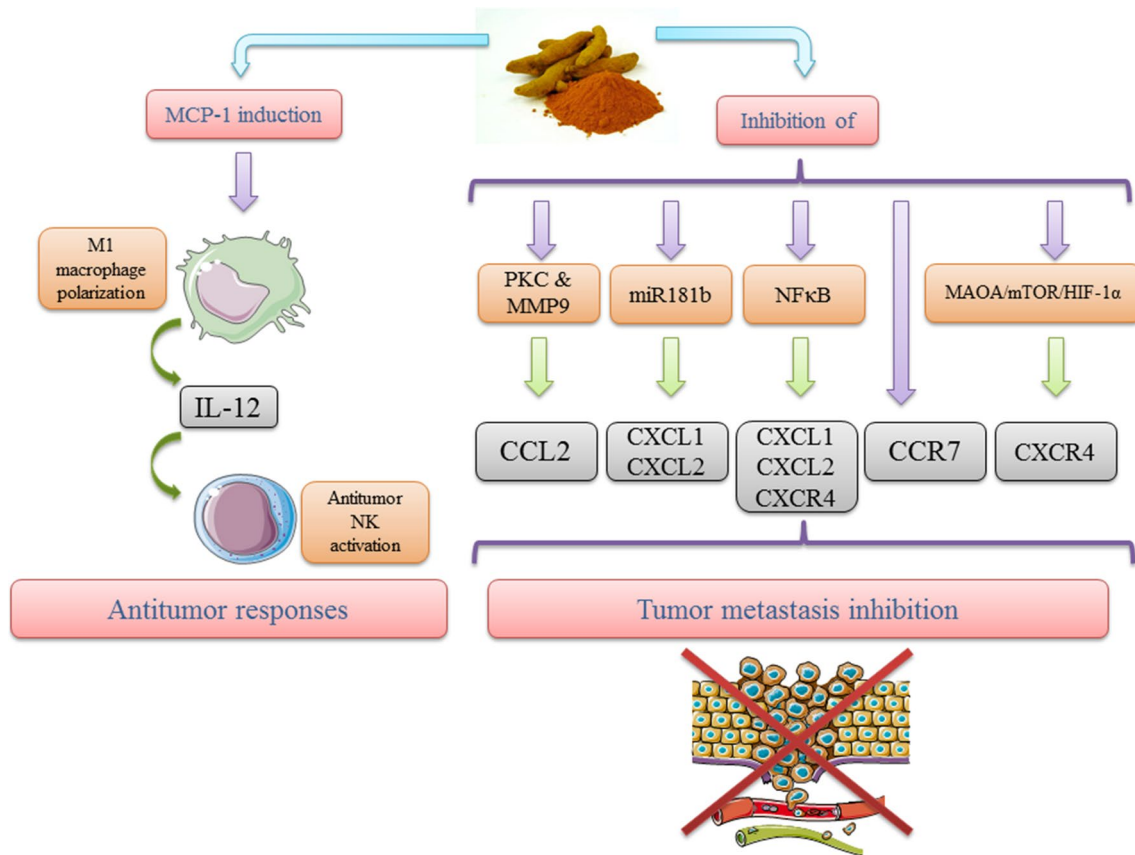 MCP-1 induction
Inhibition of
M1
macrophage
polarization
IL-12
Antitumor
NK
activation
Antitumor responses
PKC &
MMP9
miR181b
NFκB
MAOA/mTOR/HIF-1α
CCL2
CXCL1
CXCL2
CXCL1
CXCL2
CXCR4
CCR7
CXCR4
Tumor metastasis inhibition